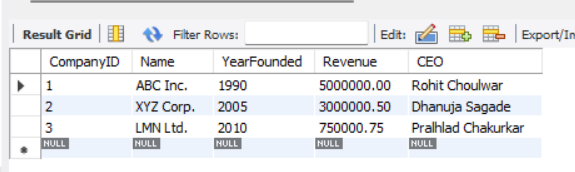 Result Grid Filter Rows: Edit: Export/In
CompanyID Name YearFounded Revenue CEO
1 ABC Inc. 1990 5000000.00 Rohit Choulwar
2 XYZ Corp. 2005 3000000.50 Dhanuja Sagade
3 LMN Ltd. 2010 750000.75 Pralhlad Chakurkar
NULL NULL NULL NULL NULL